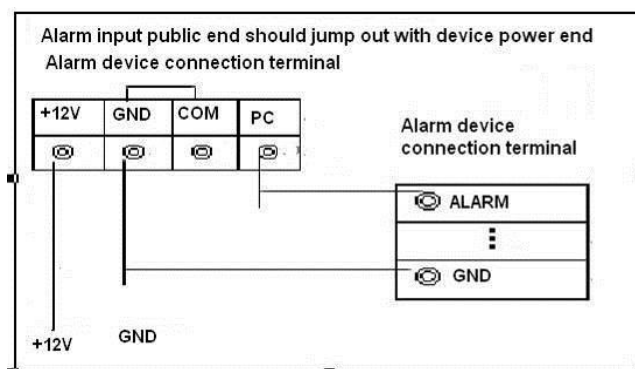 Alarm input public end should jump out with device power end
Alarm device connection terminal
+12V GND COM PC
Alarm device
connection terminal
ALARM
GND
+12V GND